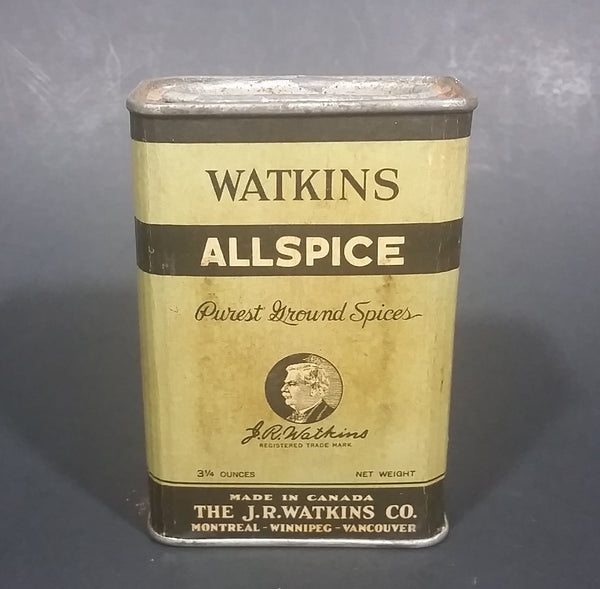 WATKINS
ALLSPICE
Purest Ground Spices
J.R. Watkins
REGISTERED TRADE MARK
3¼ OUNCES NET WEIGHT
MADE IN CANADA
THE J.R.WATKINS CO.
MONTREAL - WINNIPEG - VANCOUVER